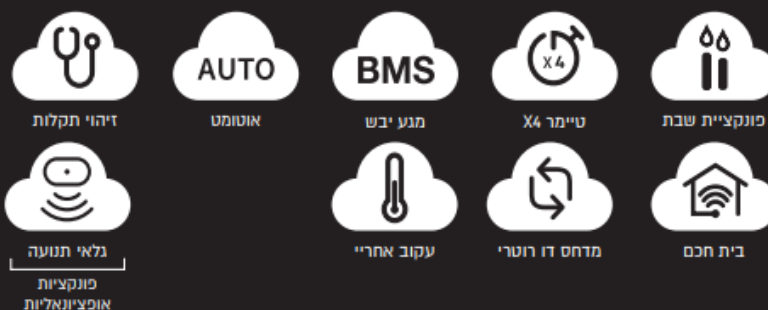 X4
BMS
AUTO
פונקציית שבת
טיימר X4
מגע יבש
אוטומט
זיהוי תקלות
בית חכם
מדחס דו רוטרי
עקוב אחריי
גלאי תנועה
פונקציות
אופציונאליות